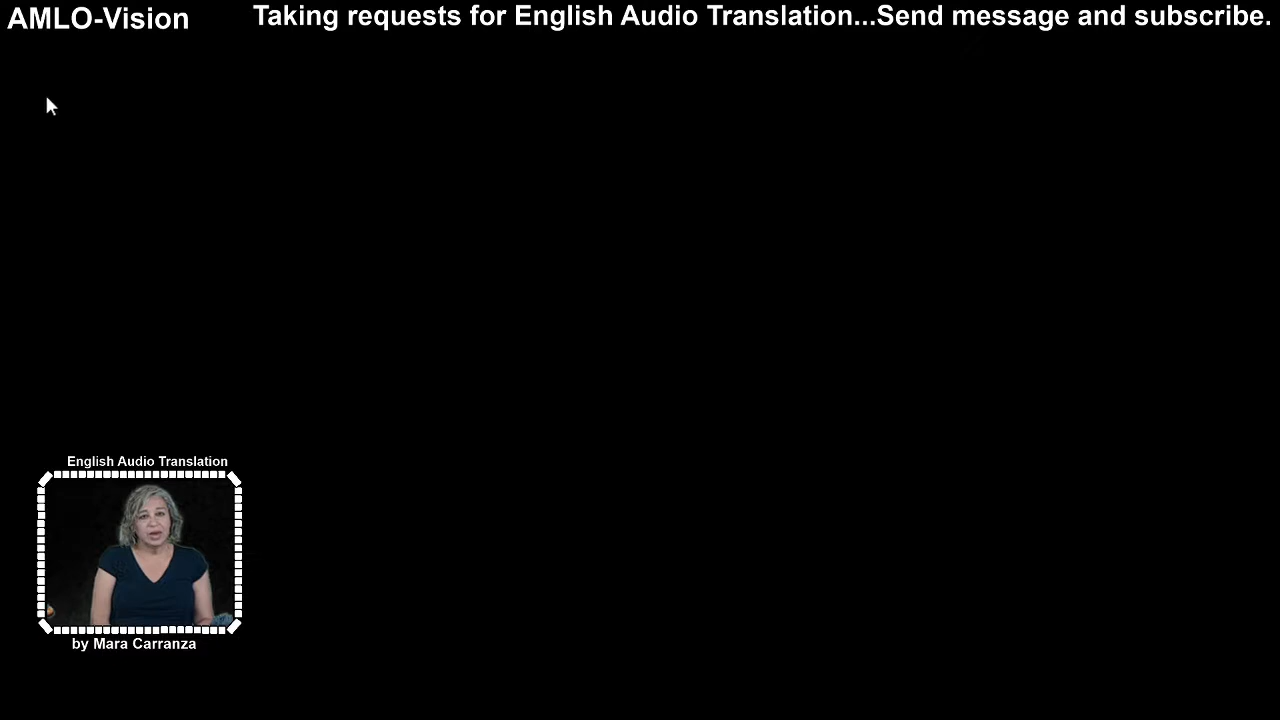 AMLO-Vision
Taking requests for English Audio Translation...Send message and subscribe.
English Audio Translation
by Mara Carranza